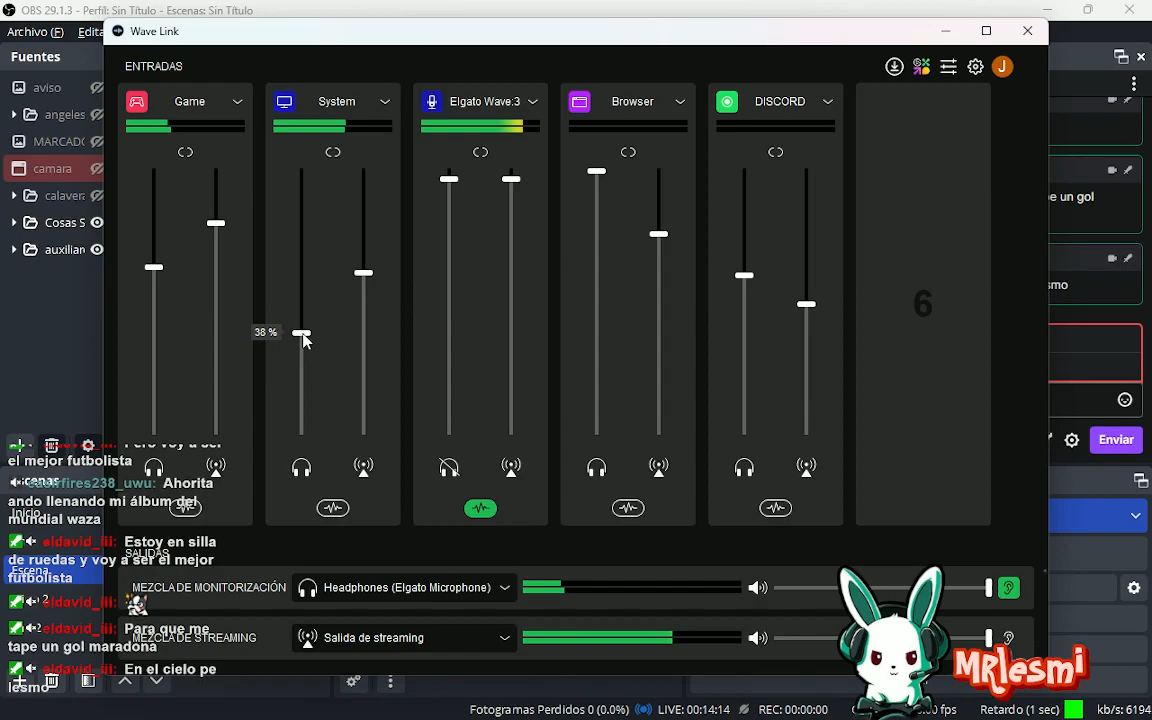 OBS 29.1.3 - Perfil: Sin Título - Escenas: Sin Título
Archivo (F)
Wave Link
Fuentes
aviso
angeles
camara
Cosas S
ENTRADAS
J
Game
System
Elgato Wave:3
Browser
DISCORD
38 %
6
e un gol
Enviar
el mejor futbolista
easirfires238_uwu: Ahorita
ando llenando mi álbum del
mundial waza
eldavid_iii: Estoy en silla
de ruedas y voy a ser el mejor
futbolista
eldavid_iii:
eldavid_iii: Para que me
tape un gol maradona
eldavid_iii: En el cielo pe
lesmo
SALIDAS
MEZCLA DE MONITORIZACIÓN
Headphones (Elgato Microphone)
MEZCLA DE STREAMING
Salida de streaming
MRlesmi
Fotogramas Perdidos 0 (0.0%)
LIVE: 00:14:14
REC: 00:00:00
Retardo (1 sec)
kb/s: 6194